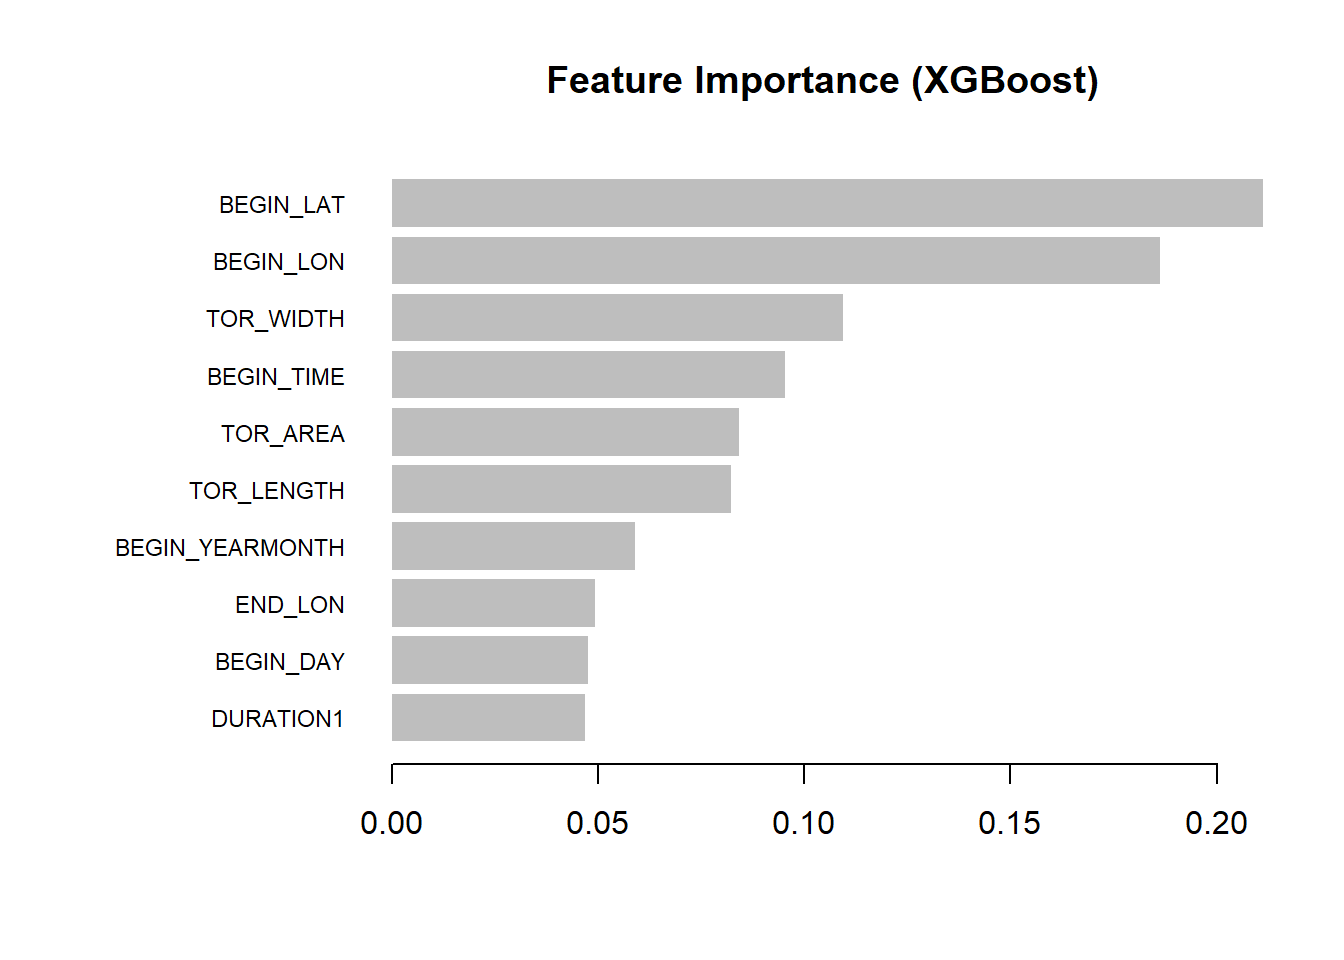 Feature Importance (XGBoost)
BEGIN_LAT
BEGIN_LON
TOR_WIDTH
BEGIN_TIME
TOR_AREA
TOR_LENGTH
BEGIN_YEARMONTH
END_LON
BEGIN_DAY
DURATION1
0.00 0.05 0.10 0.15 0.20